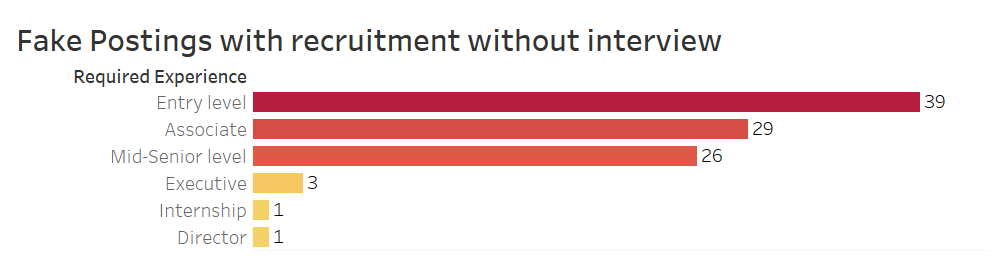 Fake Postings with recruitment without interview
Required Experience
Entry level 39
Associate 29
Mid-Senior level 26
Executive 3
Internship 1
Director 1